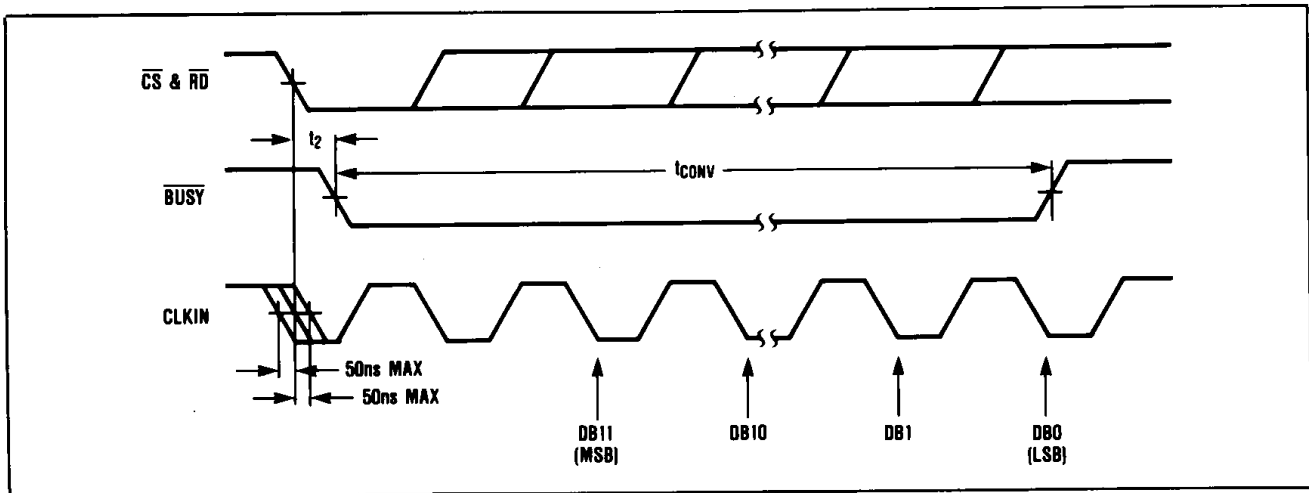 CS & RD
t2
tCONV
BUSY
CLKIN
50ns MAX
50ns MAX
DB11
(MSB)
DB10
DB1
DB0
(LSB)